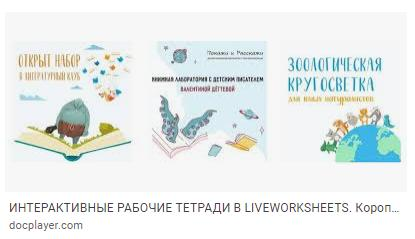 ОТКРЫТ НАБОР
В ЛИТЕРАТУРНЫЙ КЛУБ
Покажи и Расскажи
КНИЖНАЯ ЛАБОРАТОРИЯ С ДЕТСКИМ ПИСАТЕЛЕМ
ВАЛЕНТИНОЙ ДЁГТЕВОЙ
ЗООЛОГИЧЕСКАЯ
КРУГОСВЕТКА
для юных натуралистов
ИНТЕРАКТИВНЫЕ РАБОЧИЕ ТЕТРАДИ В LIVEWORKSHEETS. Короп...
docplayer.com